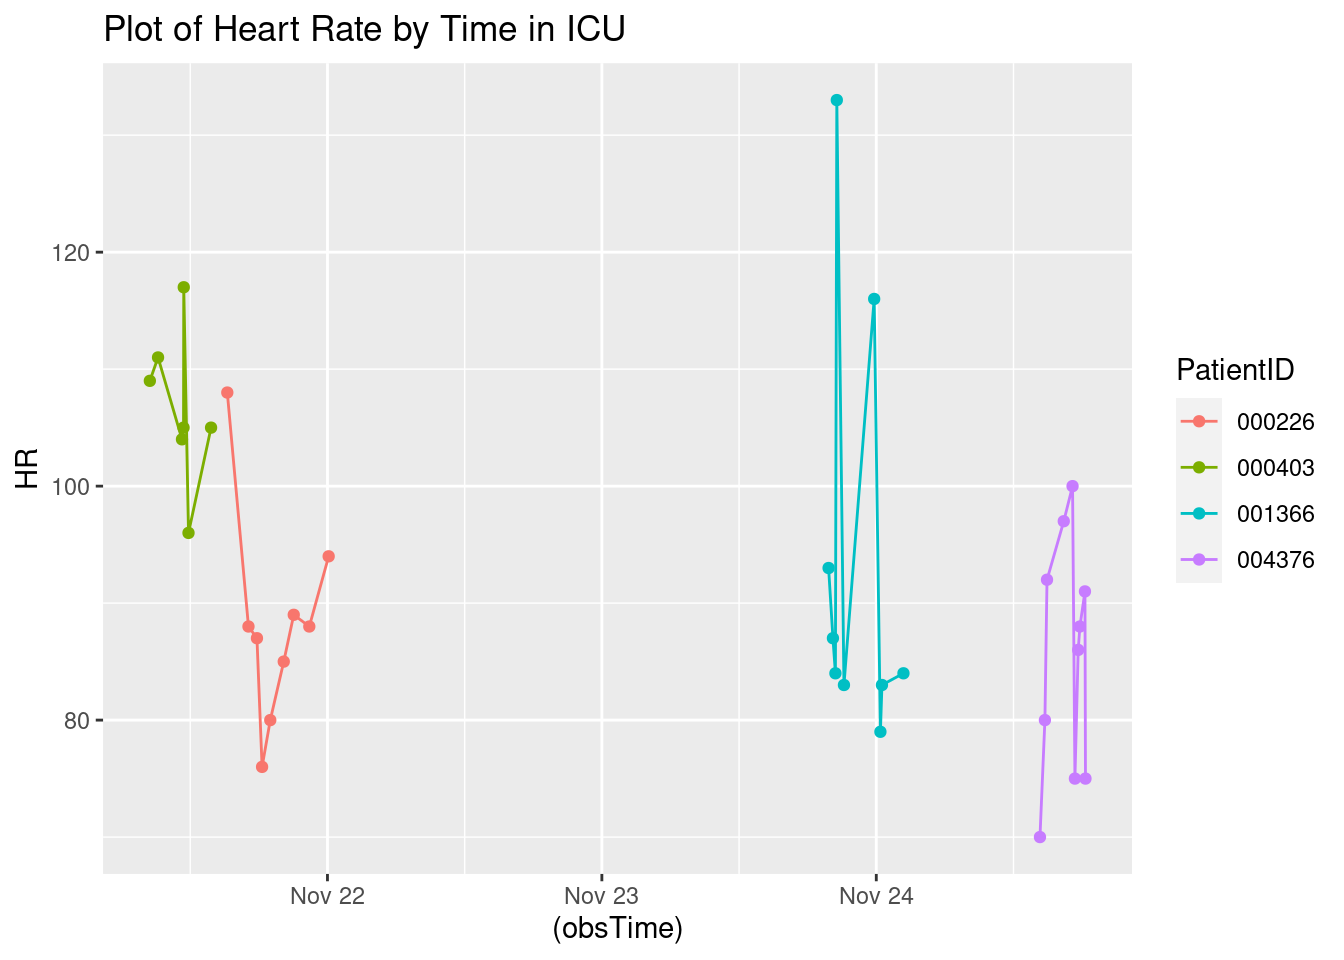 Plot of Heart Rate by Time in ICU
120
100
80
HR
Nov 22
Nov 23
Nov 24
(obsTime)
PatientID
000226
000403
001366
004376